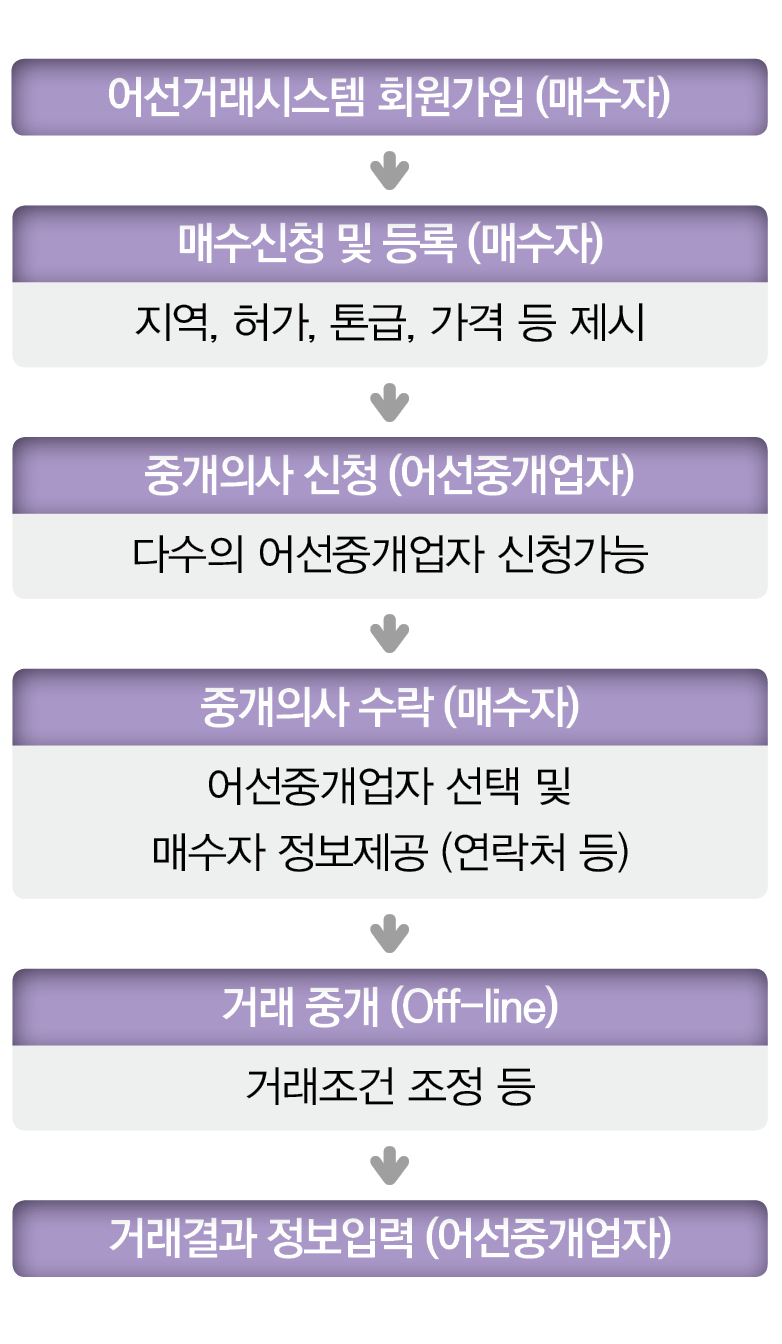 어선거래시스템 회원가입 (매수자)
매수신청 및 등록 (매수자)
지역, 허가, 톤급, 가격 등 제시
중개의사 신청 (어선중개업자)
다수의 어선중개업자 신청가능
중개의사 수락 (매수자)
어선중개업자 선택 및
매수자 정보제공 (연락처 등)
거래 중개 (Off-line)
거래조건 조정 등
거래결과 정보입력 (어선중개업자)